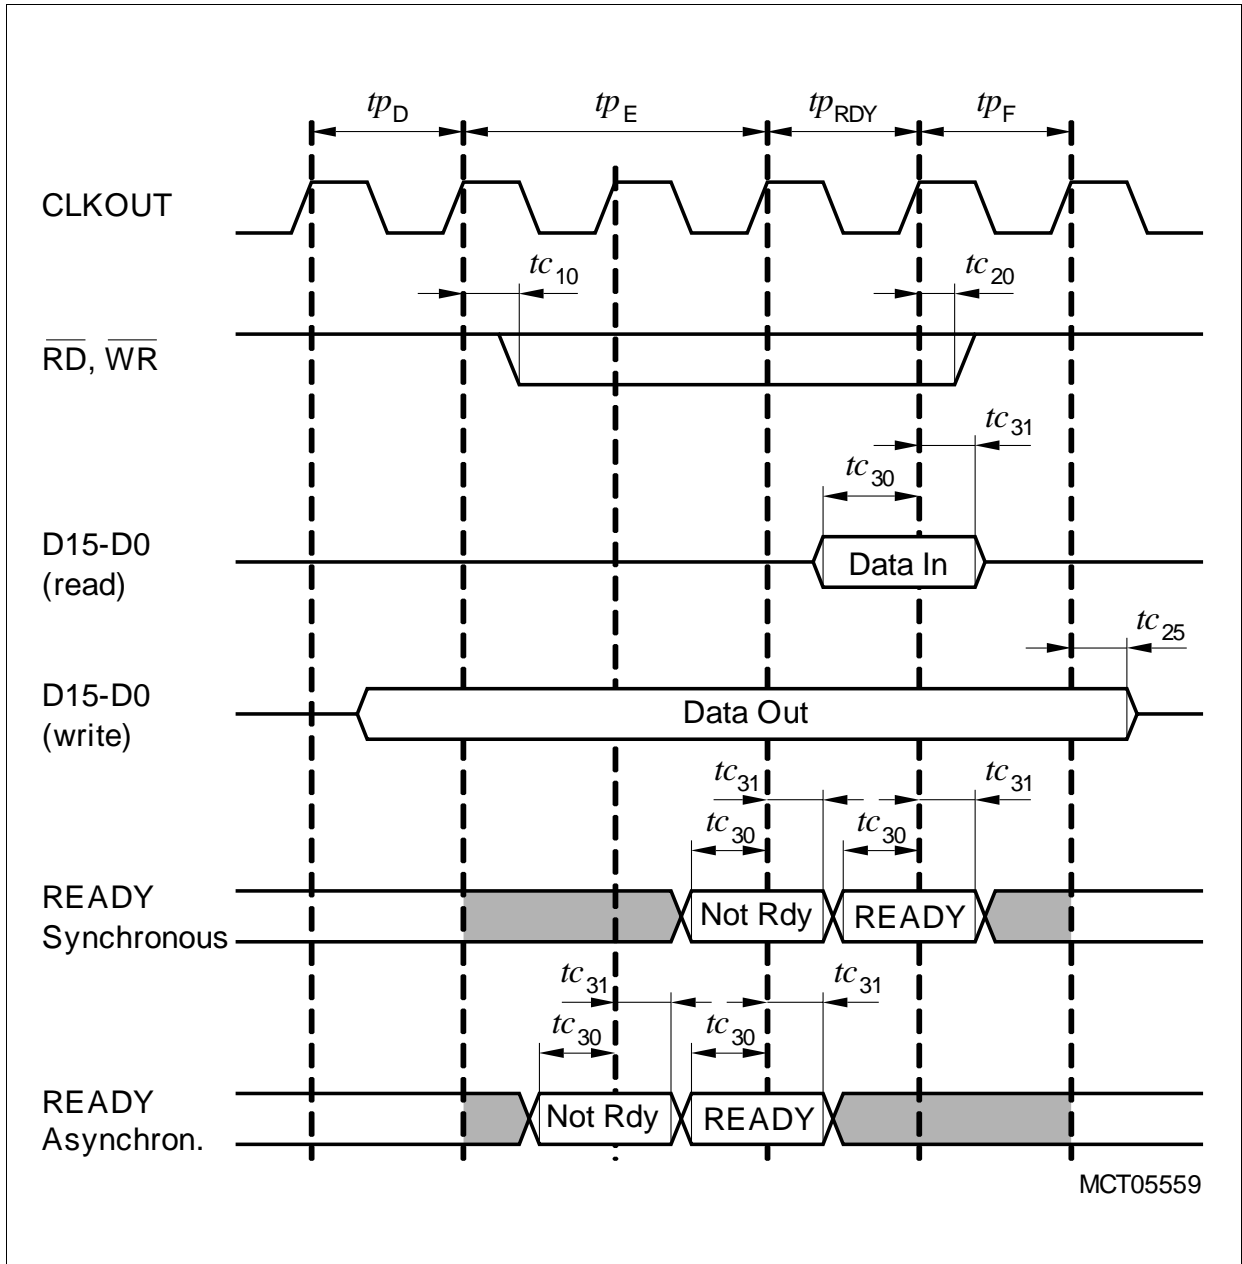 tpD tpE tpRDY tpF
CLKOUT
tc10 tc20
RD, WR
tc31
tc30
D15-D0
(read)
Data In
tc25
D15-D0
(write)
Data Out
tc31 tc31
tc30 tc30
READY
Synchronous
Not Rdy READY
tc31 tc31
tc30 tc30
READY
Asynchron.
Not Rdy READY
MCT05559